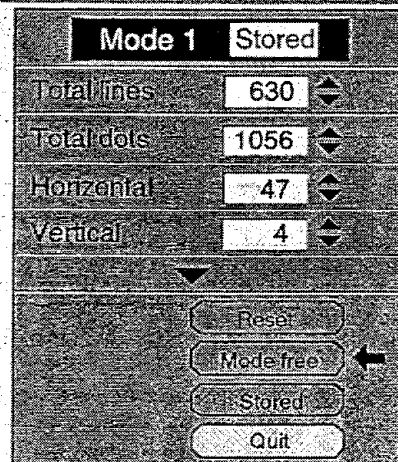 Mode 1 Stored
Total lines 630
Total dots 1056
Horizontal 47
Vertical 4
Reset
Mode free
Stored
Quit